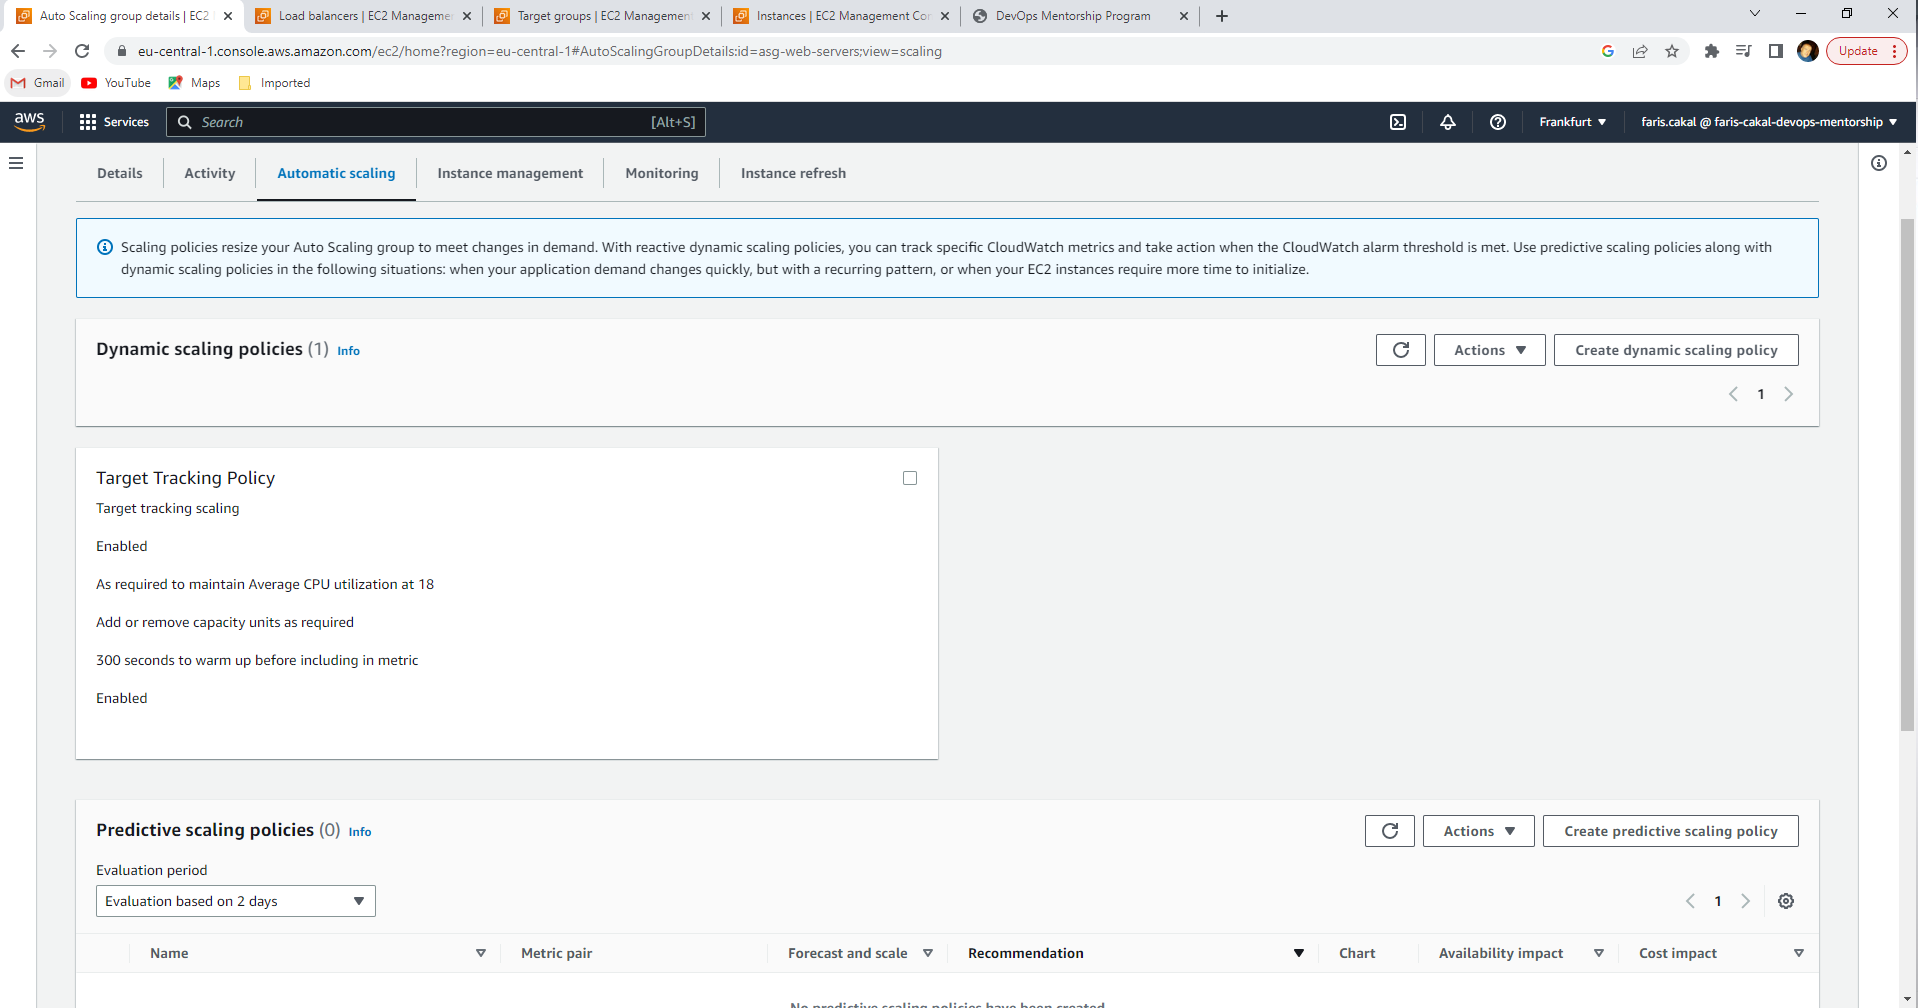 Auto Scaling group details | EC2
Load balancers | EC2 Manageme
Target groups | EC2 Management
Instances | EC2 Management Con
DevOps Mentorship Program
eu-central-1.console.aws.amazon.com/ec2/home?region=eu-central-1#AutoScalingGroupDetails:id=asg-web-servers;view=scaling
Update
Gmail
YouTube
Maps
Imported
aws
Services
Search
[Alt+S]
Frankfurt
faris.cakal @ faris-cakal-devops-mentorship
Details
Activity
Automatic scaling
Instance management
Monitoring
Instance refresh
Scaling policies resize your Auto Scaling group to meet changes in demand. With reactive dynamic scaling policies, you can track specific CloudWatch metrics and take action when the CloudWatch alarm threshold is met. Use predictive scaling policies along with
dynamic scaling policies in the following situations: when your application demand changes quickly, but with a recurring pattern, or when your EC2 instances require more time to initialize.
Dynamic scaling policies (1) Info
Actions
Create dynamic scaling policy
1
Target Tracking Policy
Target tracking scaling
Enabled
As required to maintain Average CPU utilization at 18
Add or remove capacity units as required
300 seconds to warm up before including in metric
Enabled
Predictive scaling policies (0) Info
Actions
Create predictive scaling policy
Evaluation period
Evaluation based on 2 days
1
Name
Metric pair
Forecast and scale
Recommendation
Chart
Availability impact
Cost impact
No predictive scaling policies have been created